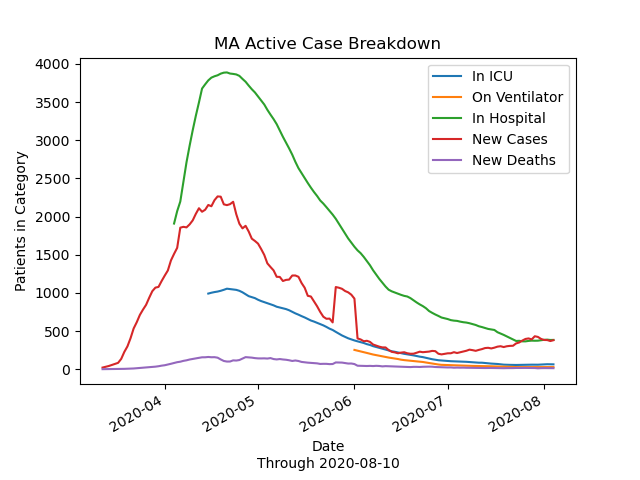 MA Active Case Breakdown
In ICU
On Ventilator
In Hospital
New Cases
New Deaths
Patients in Category
4000
3500
3000
2500
2000
1500
1000
500
0
2020-04
2020-05
2020-06
2020-07
2020-08
Date
Through 2020-08-10